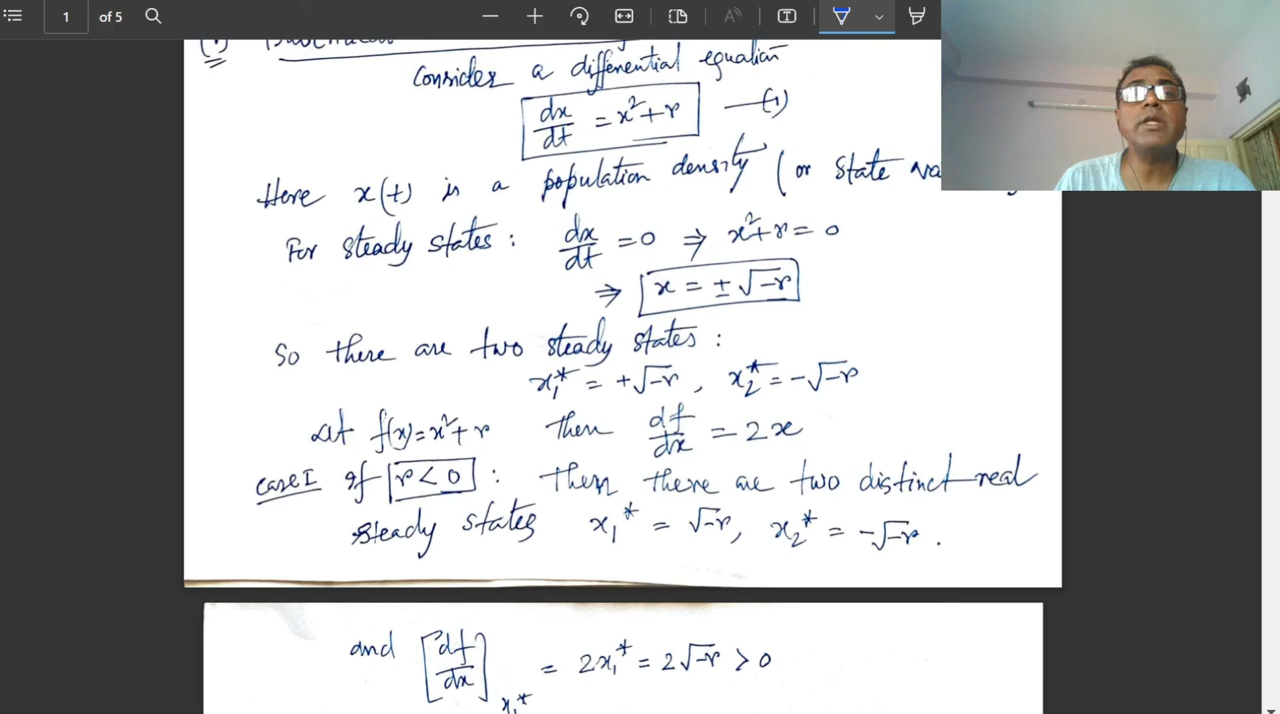 1 of 5
Consider a differential equation
dx/dt = x²+r —(1)
Here x(t) is a population density (or state
For steady states : dx/dt = 0 ⇒ x²+r = 0
⇒ x = ± √-r
So there are two steady states :
x₁* = +√-r , x₂* = -√-r
Let f(x)=x²+r then df/dx = 2x
Case I If r < 0 : Then there are two distinct real
steady states x₁* = √-r, x₂* = -√-r .
and [df/dx]x₁* = 2x₁* = 2√-r > 0